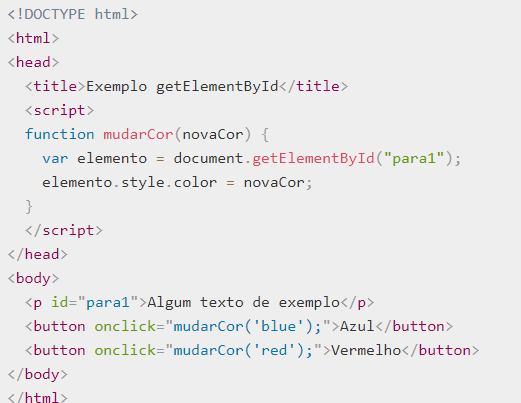 <!DOCTYPE html>
<html>
<head>
  <title>Exemplo getElementById</title>
  <script>
  function mudarCor(novaCor) {
    var elemento = document.getElementById("para1");
    elemento.style.color = novaCor;
  }
  </script>
</head>
<body>
  <p id="para1">Algum texto de exemplo</p>
  <button onclick="mudarCor('blue');">Azul</button>
  <button onclick="mudarCor('red');">Vermelho</button>
</body>
</html>